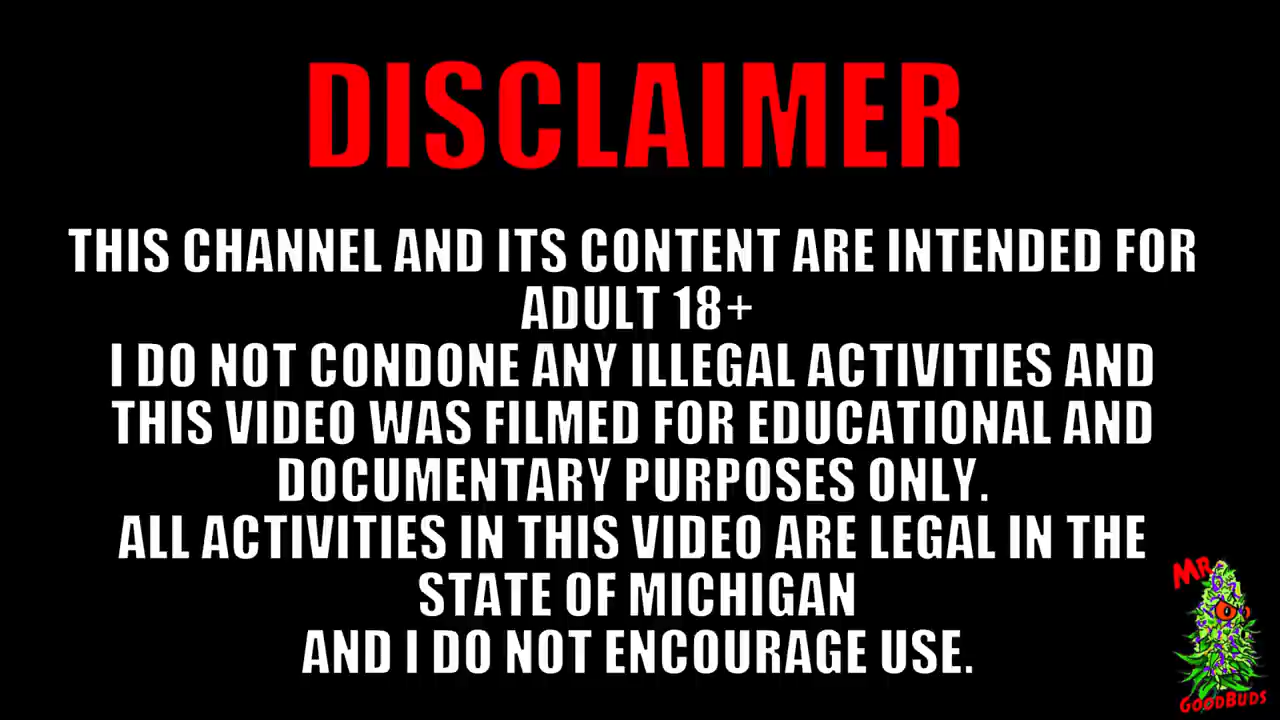 DISCLAIMER
THIS CHANNEL AND ITS CONTENT ARE INTENDED FOR
ADULT 18+
I DO NOT CONDONE ANY ILLEGAL ACTIVITIES AND
THIS VIDEO WAS FILMED FOR EDUCATIONAL AND
DOCUMENTARY PURPOSES ONLY.
ALL ACTIVITIES IN THIS VIDEO ARE LEGAL IN THE
STATE OF MICHIGAN
AND I DO NOT ENCOURAGE USE.
MR
GOODBUDS